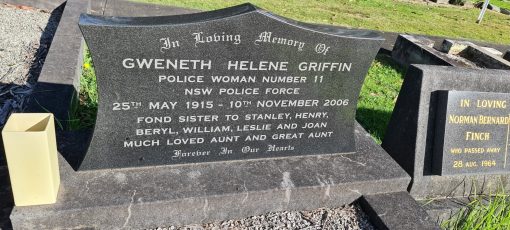 In Loving Memory Of
GWENETH HELENE GRIFFIN
POLICE WOMAN NUMBER 11
NSW POLICE FORCE
25TH MAY 1915 - 10TH NOVEMBER 2006
FOND SISTER TO STANLEY, HENRY,
BERYL, WILLIAM, LESLIE AND JOAN
MUCH LOVED AUNT AND GREAT AUNT
Forever In Our Hearts
IN LOVING
NORMAN BERNARD
FINCH
WHO PASSED AWAY
28 AUG. 1964